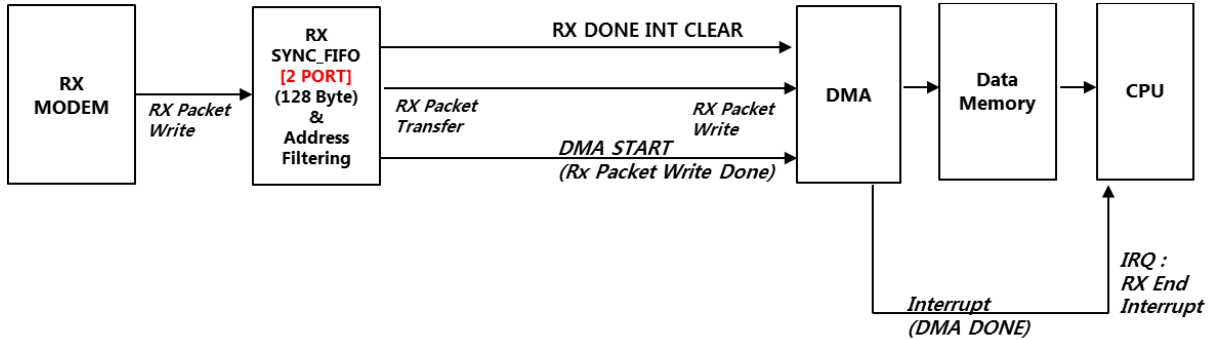 RX
MODEM
RX Packet
Write
RX
SYNC_FIFO
[2 PORT]
(128 Byte)
&
Address
Filtering
RX DONE INT CLEAR
RX Packet
Transfer
RX Packet
Write
DMA START
(Rx Packet Write Done)
DMA
Data
Memory
CPU
Interrupt
(DMA DONE)
IRQ :
RX End
Interrupt